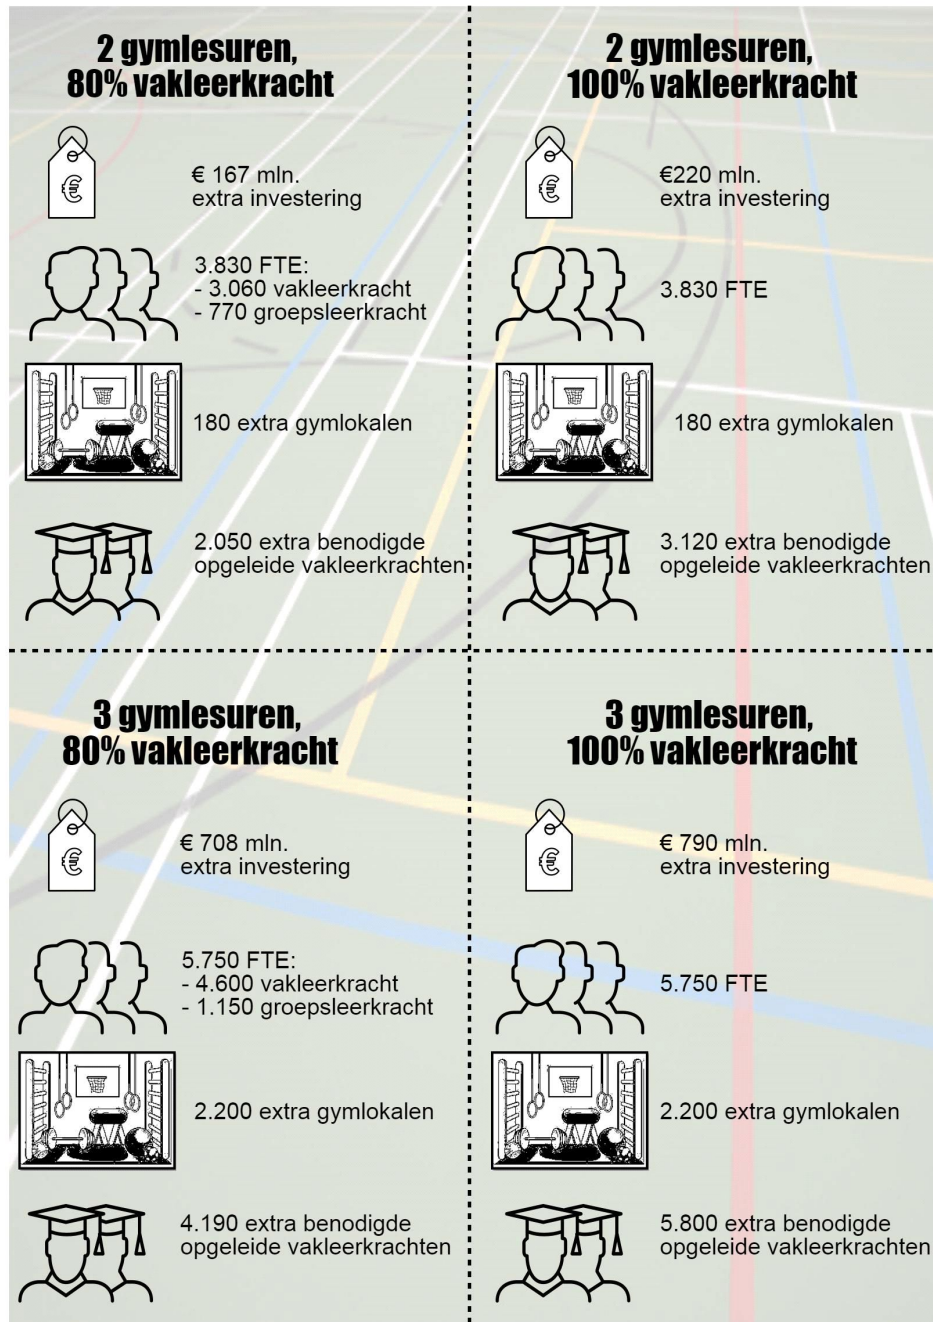 2 gymlesuren,
80% vakleerkracht
€
€ 167 mln.
extra investering
3.830 FTE:
- 3.060 vakleerkracht
- 770 groepsleerkracht
180 extra gymlokalen
2.050 extra benodigde
opgeleide vakleerkrachten
2 gymlesuren,
100% vakleerkracht
€
€220 mln.
extra investering
3.830 FTE
180 extra gymlokalen
3.120 extra benodigde
opgeleide vakleerkrachten
3 gymlesuren,
80% vakleerkracht
€
€ 708 mln.
extra investering
5.750 FTE:
- 4.600 vakleerkracht
- 1.150 groepsleerkracht
2.200 extra gymlokalen
4.190 extra benodigde
opgeleide vakleerkrachten
3 gymlesuren,
100% vakleerkracht
€
€ 790 mln.
extra investering
5.750 FTE
2.200 extra gymlokalen
5.800 extra benodigde
opgeleide vakleerkrachten